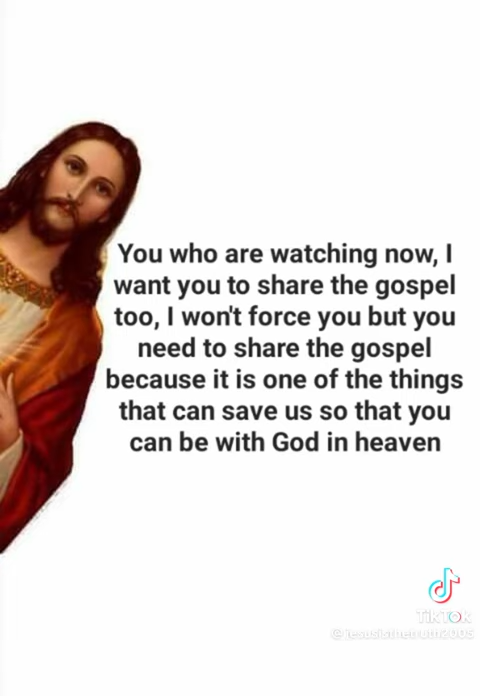 You who are watching now, I
want you to share the gospel
too, I won't force you but you
need to share the gospel
because it is one of the things
that can save us so that you
can be with God in heaven
TikTok
@jesusisthetruth2005